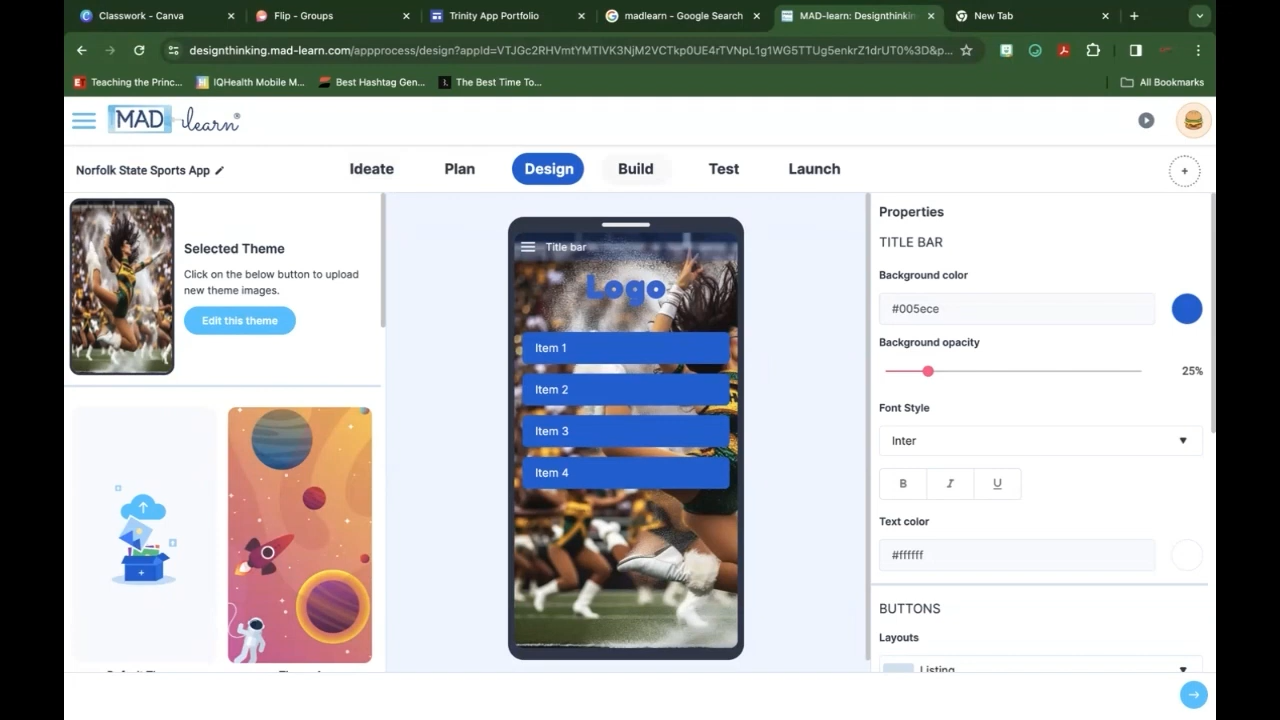 Classwork - Canva
Flip - Groups
Trinity App Portfolio
madlearn - Google Search
MAD-learn: Designthinkin
New Tab
designthinking.mad-learn.com/appprocess/design?appId=VTJGc2RHVmtYMTlVK3NjM2VCTkp0UE4rTVNpL1g1WG5TTUg5enkrZ1drUT0%3D&p...
Teaching the Princ...
IQHealth Mobile M...
Best Hashtag Gen...
The Best Time To...
All Bookmarks
MAD-learn®
Norfolk State Sports App
Ideate
Plan
Design
Build
Test
Launch
Selected Theme
Click on the below button to upload
new theme images.
Edit this theme
Title bar
Logo
Item 1
Item 2
Item 3
Item 4
Properties
TITLE BAR
Background color
#005ece
Background opacity
25%
Font Style
Inter
B
I
U
Text color
#ffffff
BUTTONS
Layouts
Listing